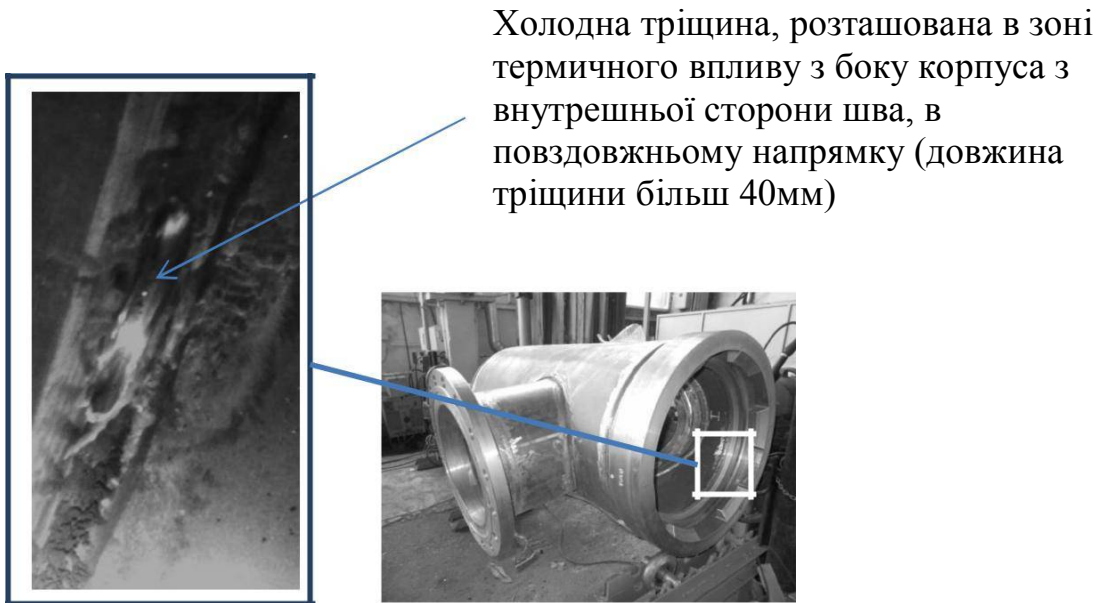 Холодна тріщина, розташована в зоні
термичного впливу з боку корпуса з
внутрешньої сторони шва, в
повздовжньому напрямку (довжина
тріщини більш 40мм)